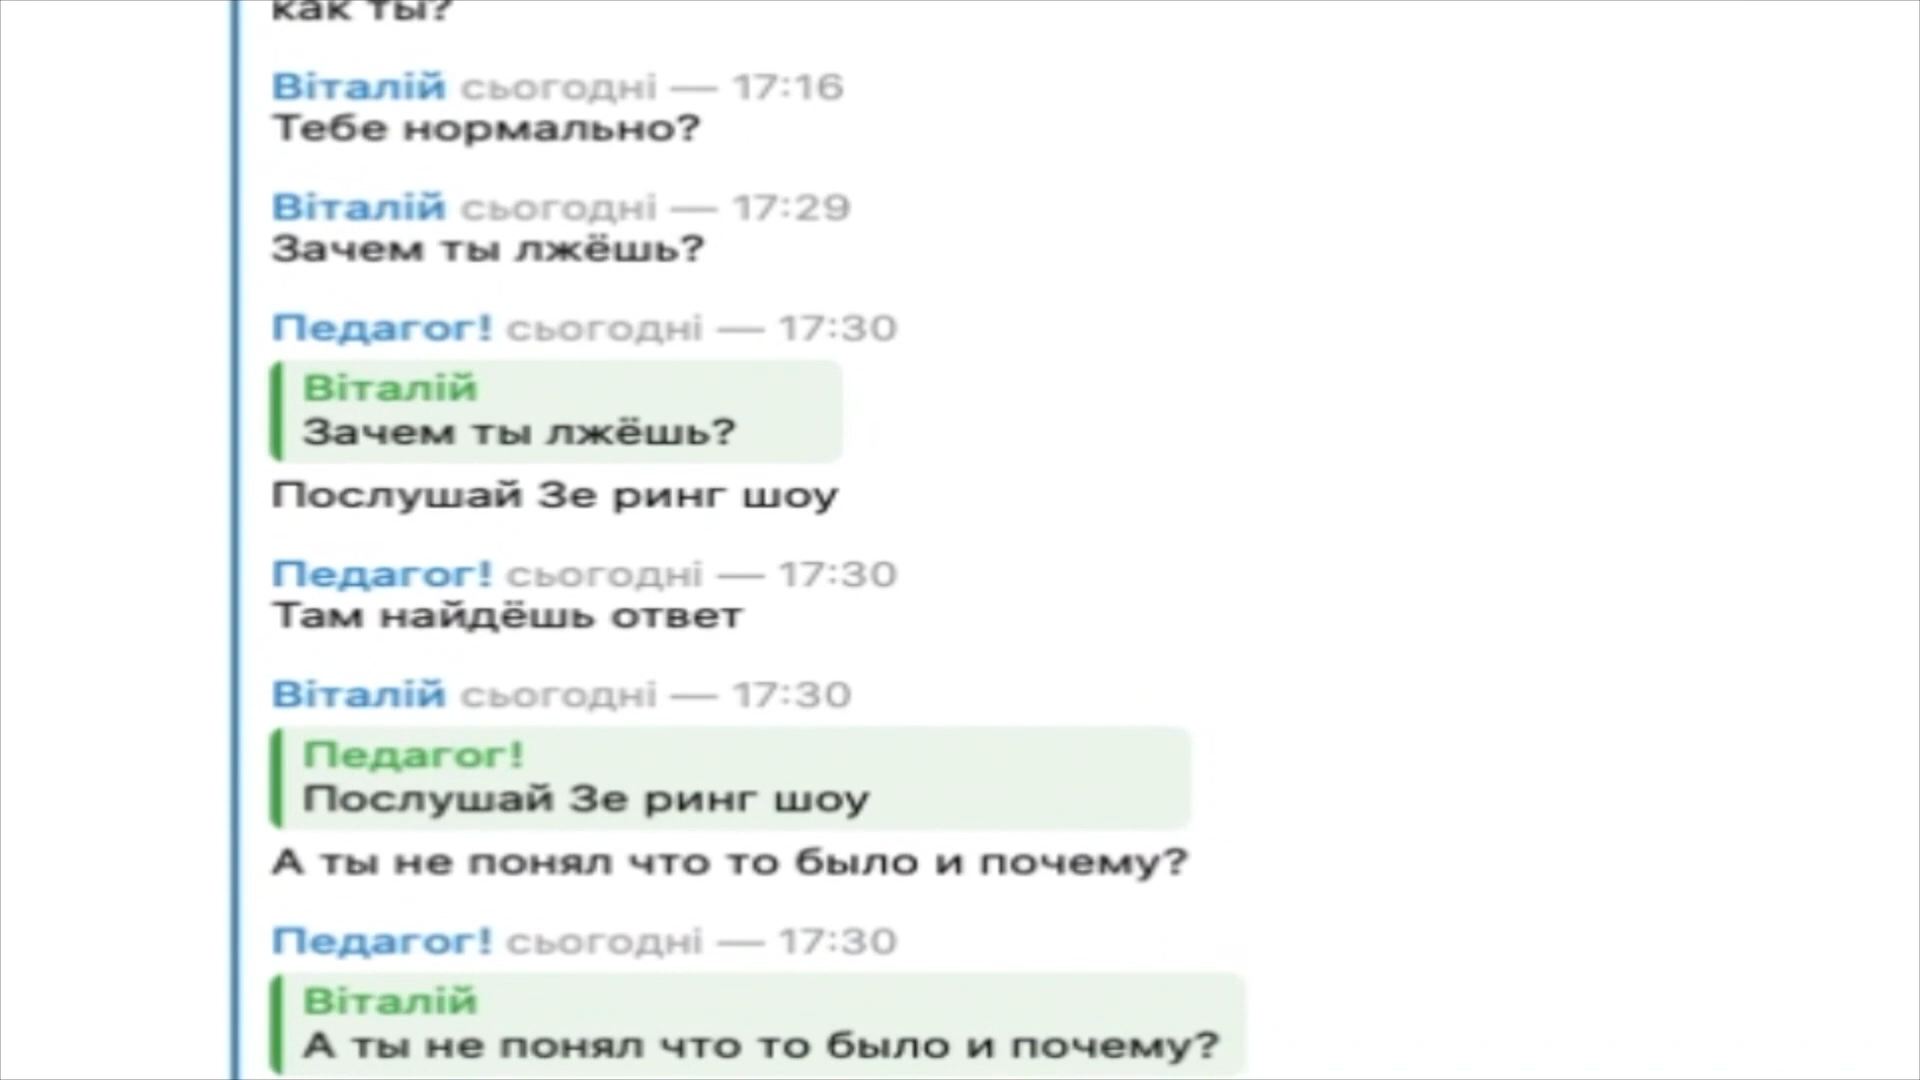 как ты?
Віталій сьогодні — 17:16
Тебе нормально?
Віталій сьогодні — 17:29
Зачем ты лжёшь?
Педагог! сьогодні — 17:30
Віталій
Зачем ты лжёшь?
Послушай Зе ринг шоу
Педагог! сьогодні — 17:30
Там найдёшь ответ
Віталій сьогодні — 17:30
Педагог!
Послушай Зе ринг шоу
А ты не понял что то было и почему?
Педагог! сьогодні — 17:30
Віталій
А ты не понял что то было и почему?